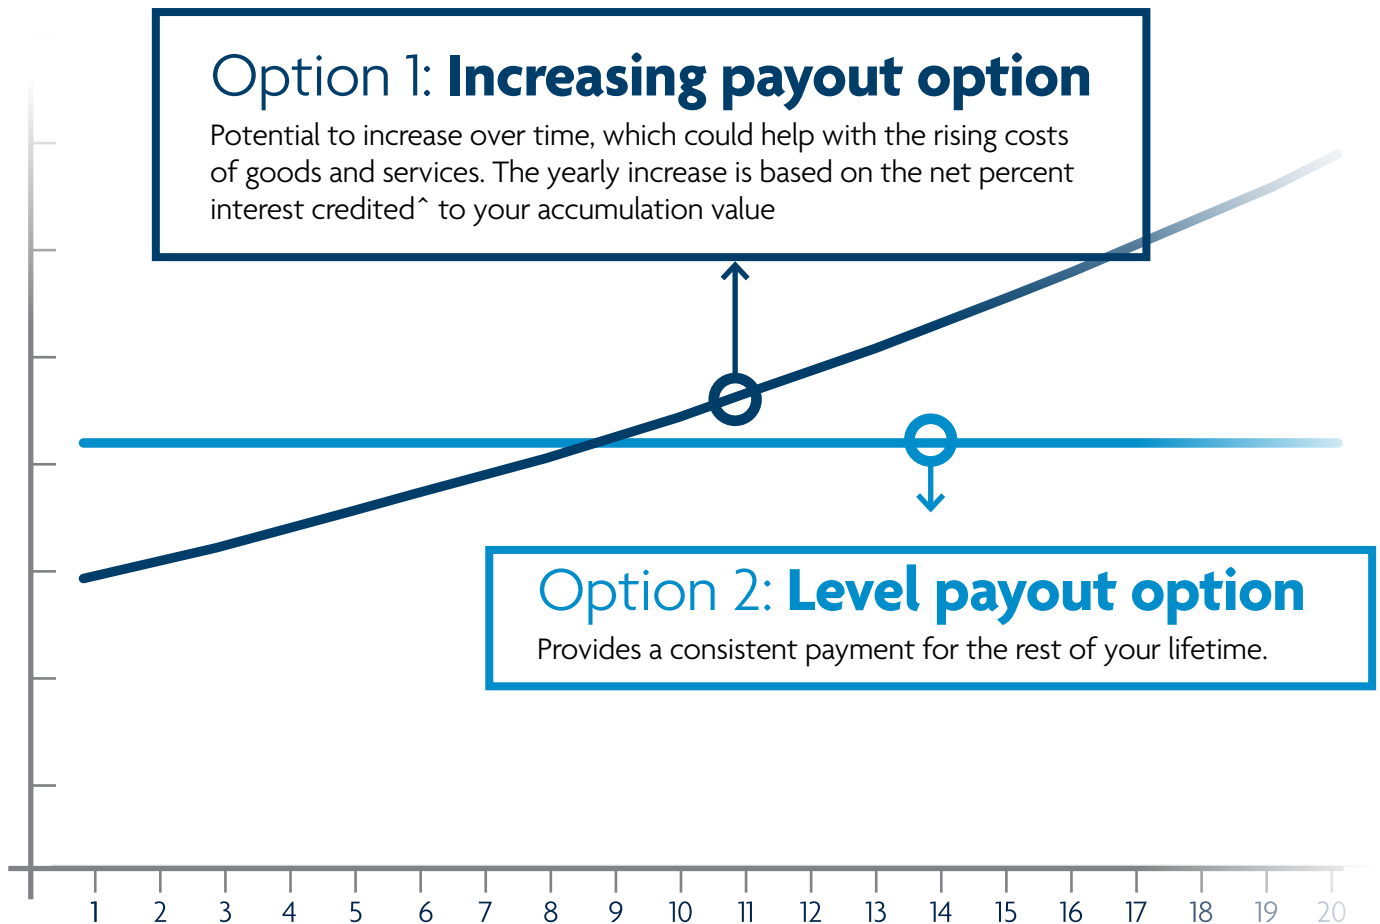 Option 1: Increasing payout option
Potential to increase over time, which could help with the rising costs
of goods and services. The yearly increase is based on the net percent
interest credited^ to your accumulation value
Option 2: Level payout option
Provides a consistent payment for the rest of your lifetime.
1 2 3 4 5 6 7 8 9 10 11 12 13 14 15 16 17 18 19 20